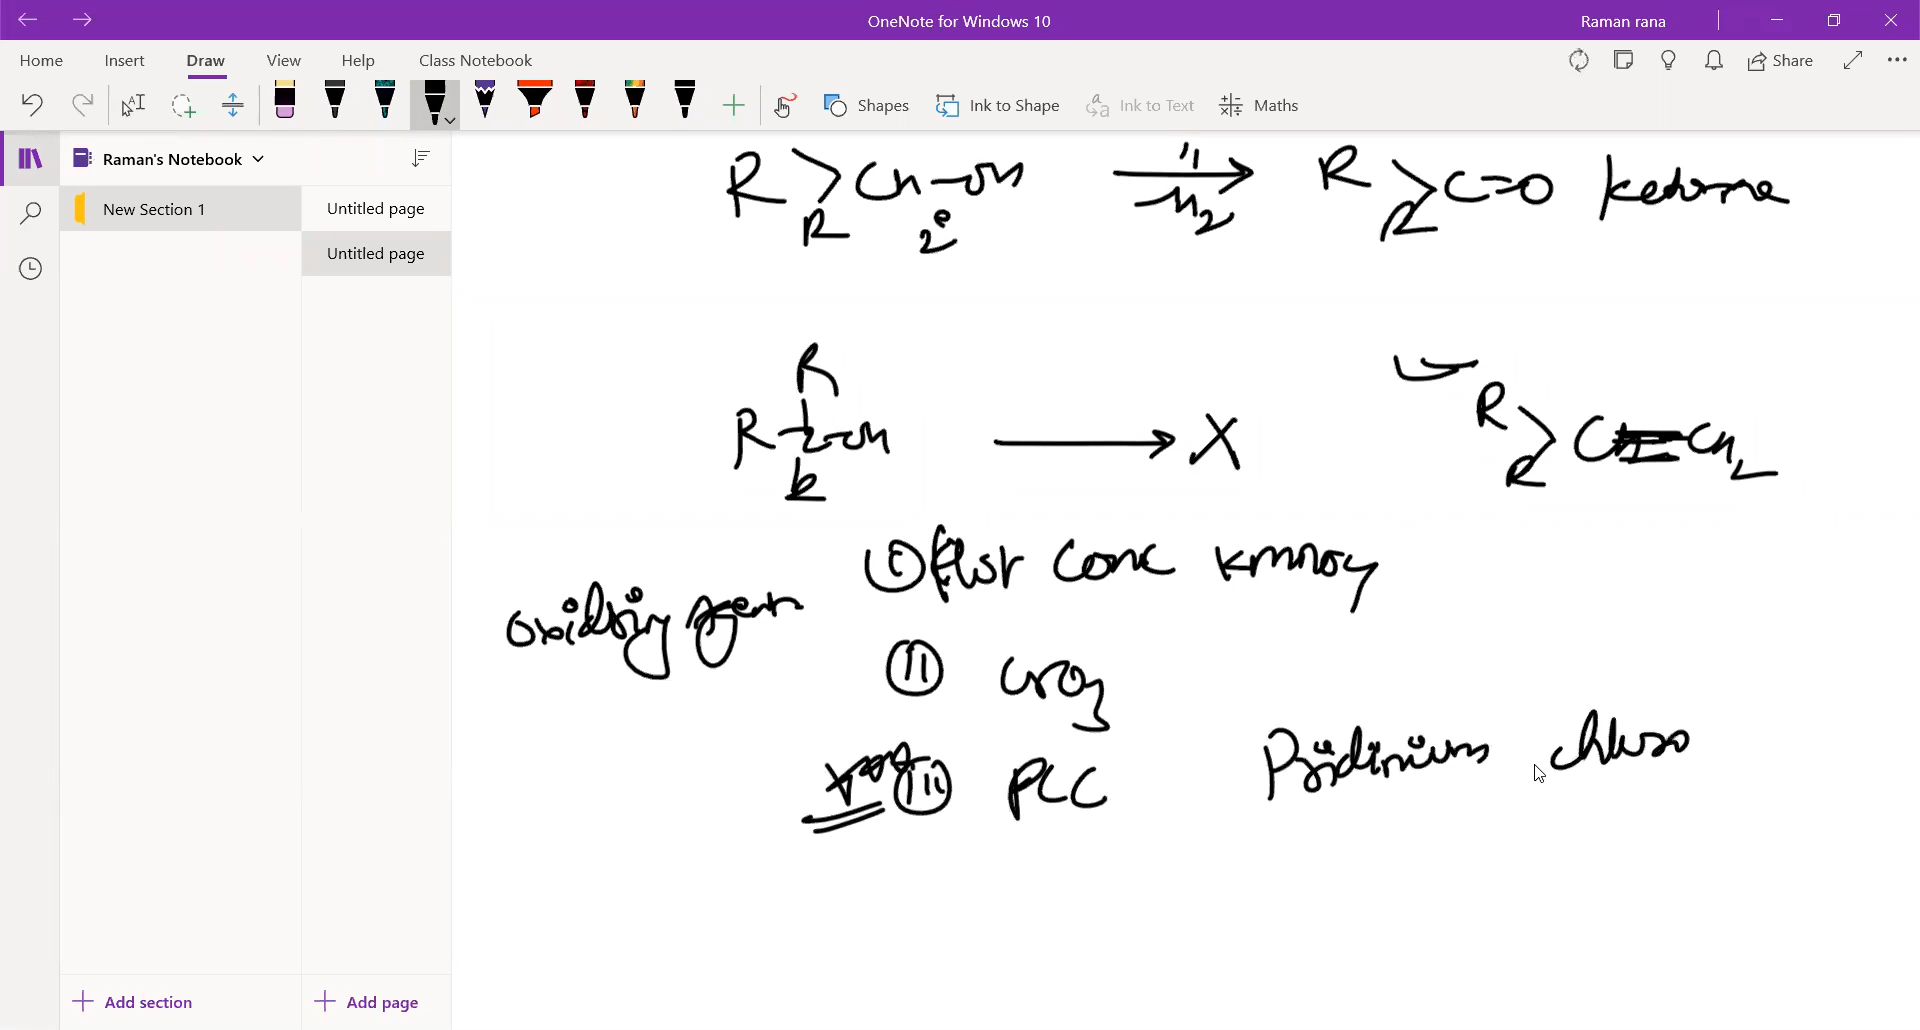 OneNote for Windows 10
Raman rana
Home Insert Draw View Help Class Notebook
Share
Shapes Ink to Shape Ink to Text Maths
Raman's Notebook
New Section 1
Untitled page
Untitled page
R
R > CH-OH
2°
-H2
R
R > C=O ketone
R
R-C-OH
R
X
R
R > C=CH2
oxidising agent
I conc KMnO4
II CrO3
III PCC Pyridinium chloro
Add section
Add page